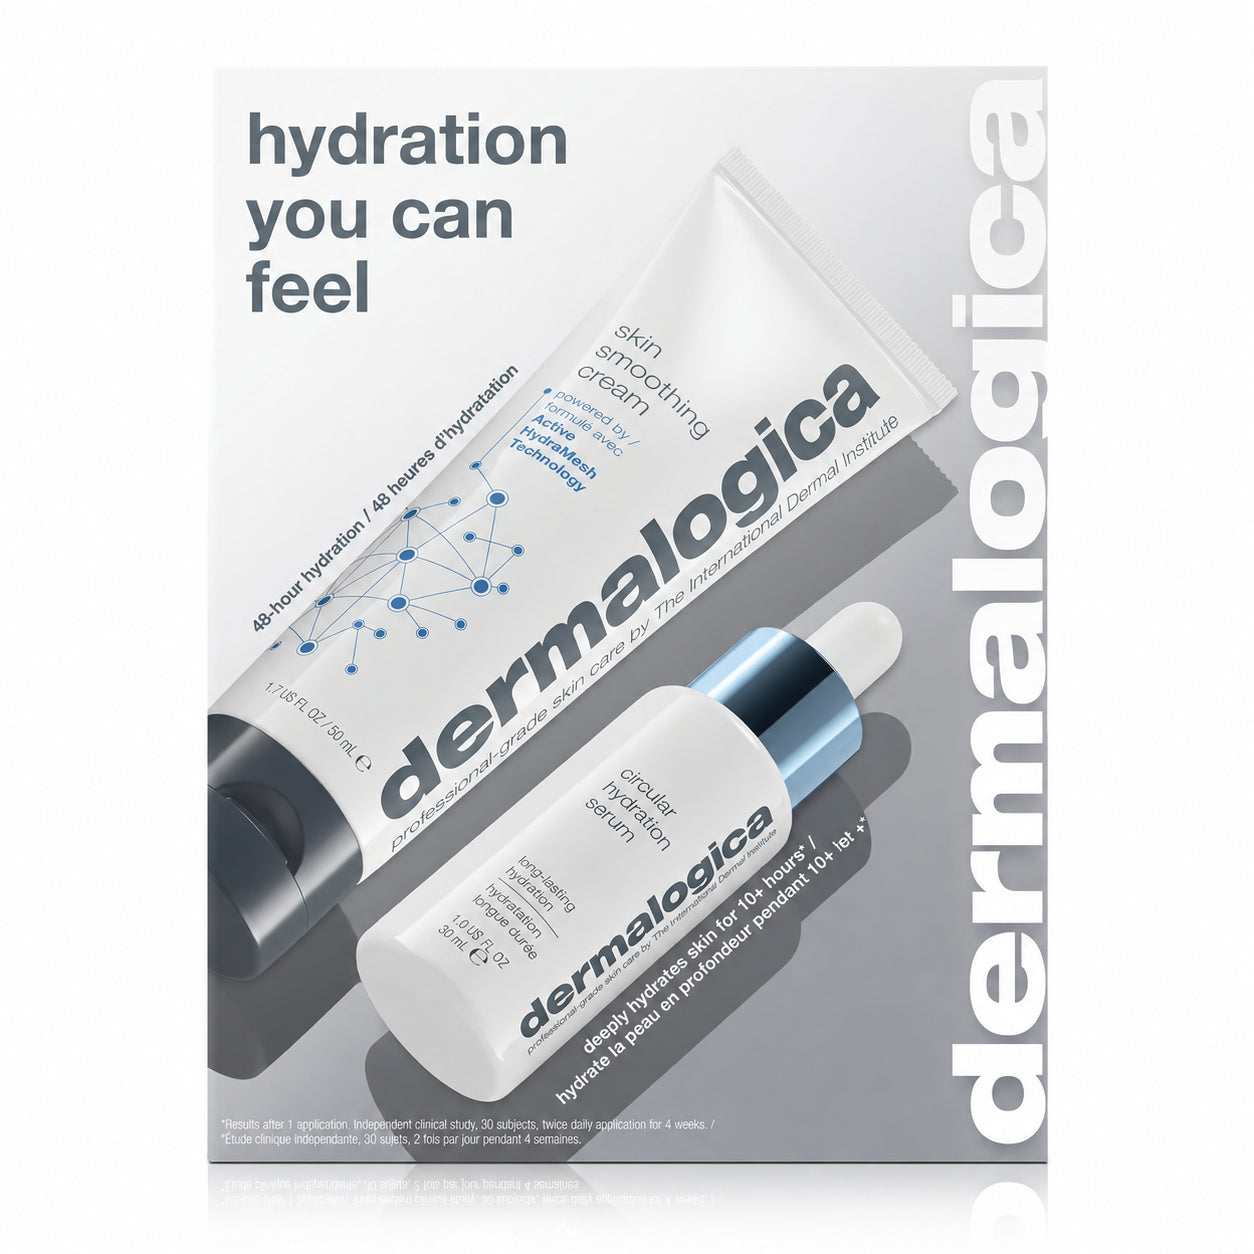 hydration
you can
feel
48-hour hydration / 48 heures d'hydratation
skin
smoothing
cream
powered by /
formulé avec
Active
HydraMesh
Technology
1.7 US FL OZ / 50 mL ℮
dermalogica
professional-grade skin care by The International Dermal Institute
circular
hydration
serum
long-lasting
hydration
hydratation
longue durée
1.0 US FL OZ
30 mL ℮
dermalogica
professional-grade skin care by The International Dermal Institute
deeply hydrates skin for 10+ hours* /
hydrate la peau en profondeur pendant 10+
*Results after 1 application. Independent clinical study, 30 subjects, twice daily application for 4 weeks. /
*Étude clinique indépendante, 30 sujets, 2 fois par jour pendant 4 semaines.
dermalogica